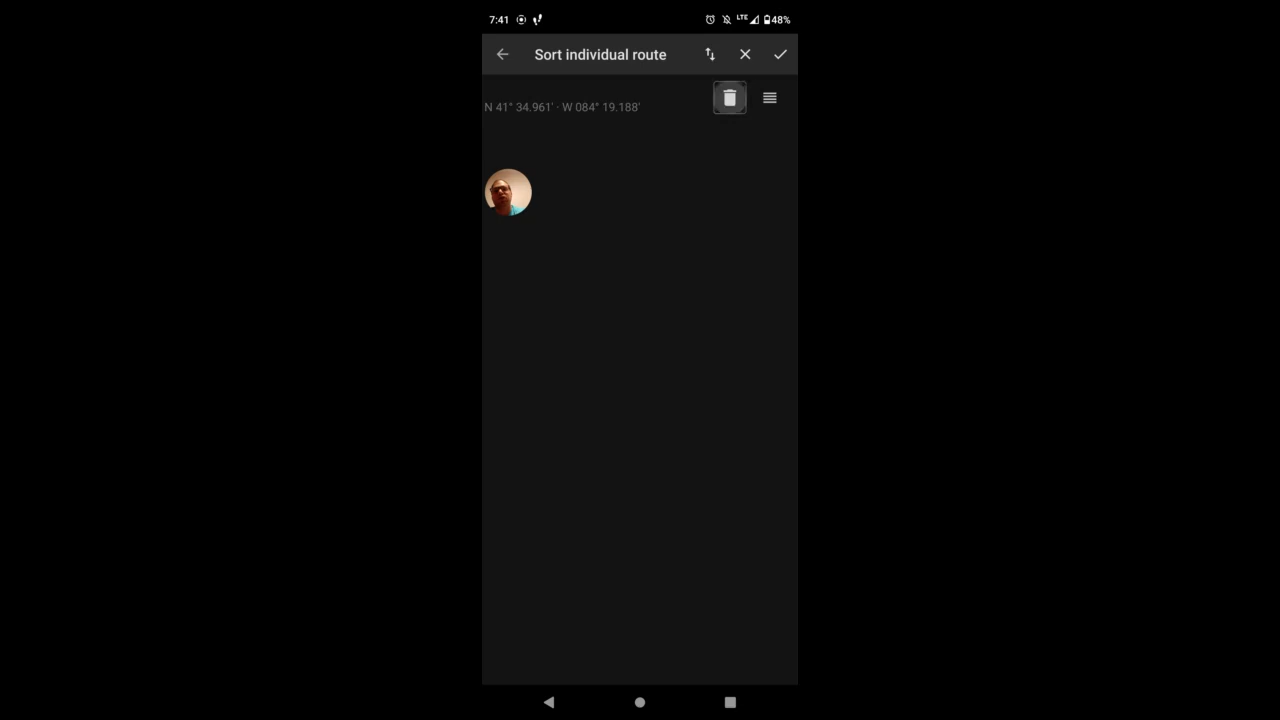 7:41 LTE 48%
Sort individual route
N 41° 34.961' · W 084° 19.188'